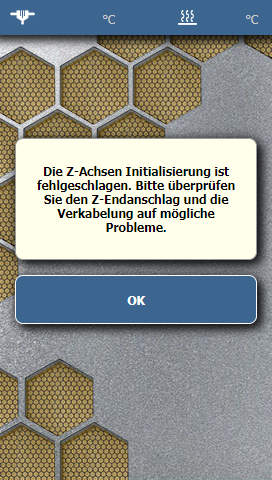 °C °C
Die Z-Achsen Initialisierung ist
fehlgeschlagen. Bitte überprüfen
Sie den Z-Endanschlag und die
Verkabelung auf mögliche
Probleme.
OK